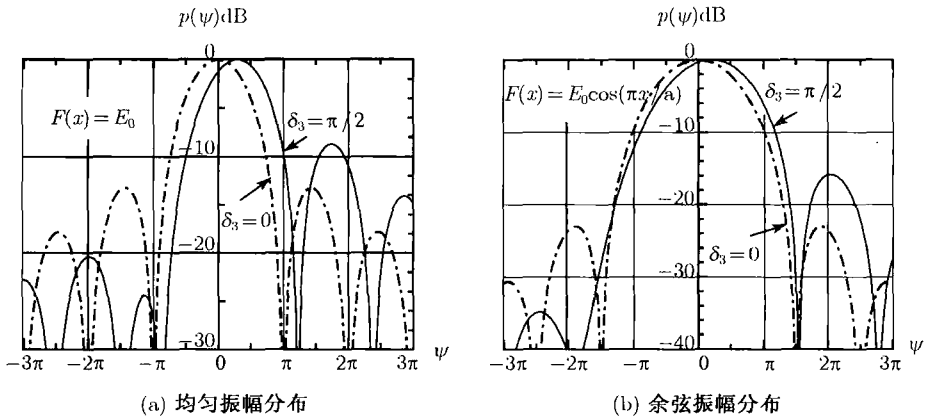 p(ψ)dB
0
F(x)=E₀
δ₃=π/2
−10
δ₃=0
−20
−30
−3π −2π −π 0 π 2π 3π ψ
(a) 均匀振幅分布
p(ψ)dB
0
F(x)=E₀cos(πx/a)
δ₃=π/2
−10
−20
δ₃=0
−30
−40
−3π −2π −π 0 π 2π 3π ψ
(b) 余弦振幅分布